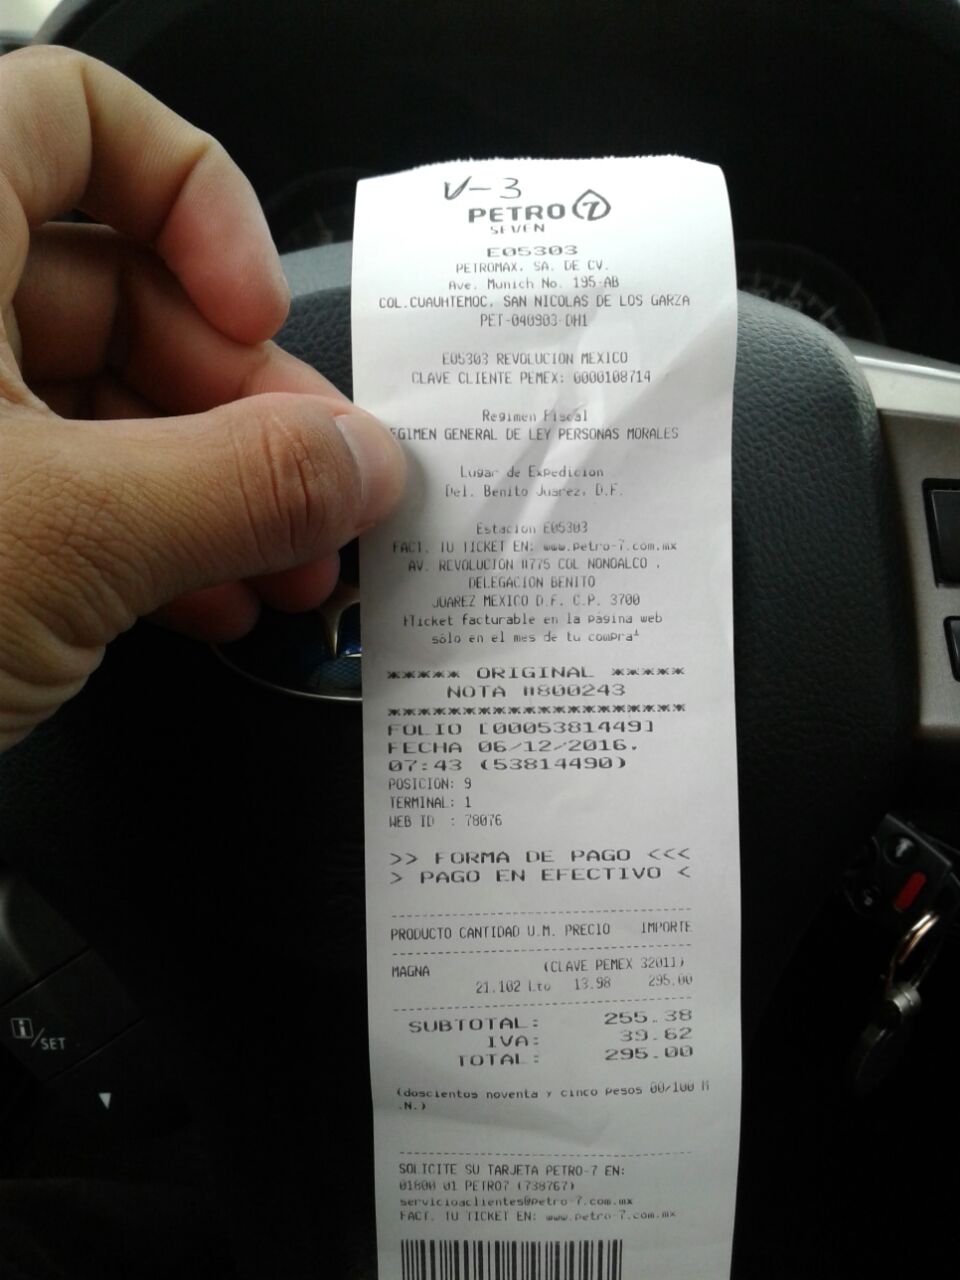 V-3
PETRO 7
SEVEN
E05303
PETROMAX, SA. DE CV.
Ave. Munich No. 195-AB
COL.CUAUHTEMOC, SAN NICOLAS DE LOS GARZA
PET-040903-DH1
E05303 REVOLUCION MEXICO
CLAVE CLIENTE PEMEX: 0000108714
Regimen Fiscal
EGIMEN GENERAL DE LEY PERSONAS MORALES
Lugar de Expedicion
Del. Benito Juarez, D.F.
Estacion E05303
FACT. TU TICKET EN: www.petro-7.com.mx
AV. REVOLUCION #775 COL NONOALCO .
DELEGACION BENITO
JUAREZ MEXICO D.F. C.P. 3700
Ticket facturable en la página web
sólo en el mes de tu compra
***** ORIGINAL *****
NOTA #800243
********************
FOLIO [0005381449]
FECHA 06/12/2016.
07:43 (53814490)
POSICION: 9
TERMINAL: 1
WEB ID : 78076
>> FORMA DE PAGO <<<
> PAGO EN EFECTIVO <
PRODUCTO CANTIDAD U.M. PRECIO IMPORTE
(CLAVE PEMEX 32011)
MAGNA
21.102 Lto 13.98 295.00
SUBTOTAL: 255.38
IVA: 39.62
TOTAL: 295.00
(doscientos noventa y cinco pesos 00/100 M
.N.)
SOLICITE SU TARJETA PETRO-7 EN:
01800 01 PETRO7 (738767)
servicioaclientes@petro-7.com.mx
FACT. TU TICKET EN: www.petro-7.com.mx
i/SET